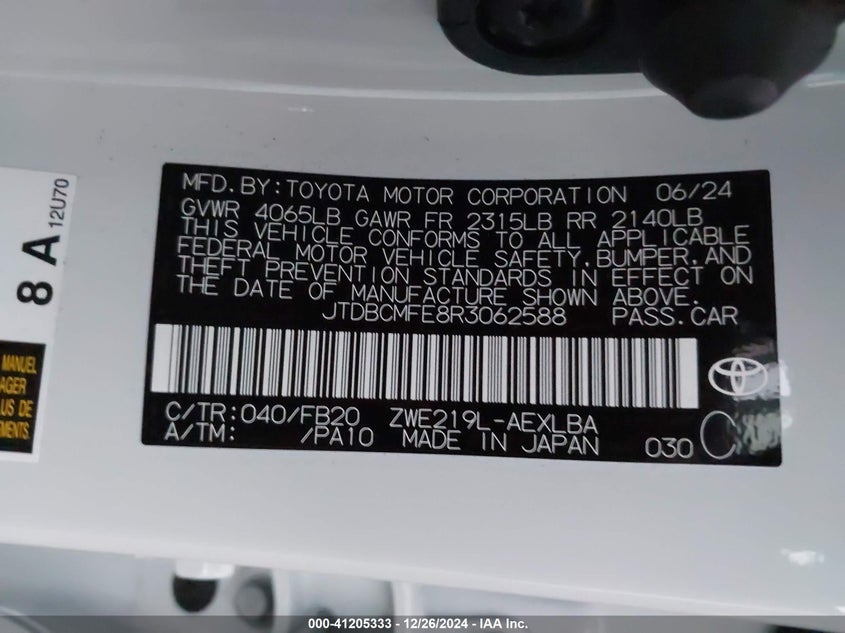 MFD. BY: TOYOTA MOTOR CORPORATION 06/24
GVWR 4065LB GAWR FR 2315LB RR 2140LB
THIS VEHICLE CONFORMS TO ALL APPLICABLE
FEDERAL MOTOR VEHICLE SAFETY, BUMPER, AND
THEFT PREVENTION STANDARDS IN EFFECT ON
THE DATE OF MANUFACTURE SHOWN ABOVE.
JTDBCMFE8R3062588 PASS. CAR
C/TR: 040/FB20 ZWE219L-AEXLBA
A/TM: /PA10 MADE IN JAPAN 030
8 A
12U70
MANUEL
AGER
LUS DE
EMENTS.
000-41205333 - 12/26/2024 - IAA Inc.